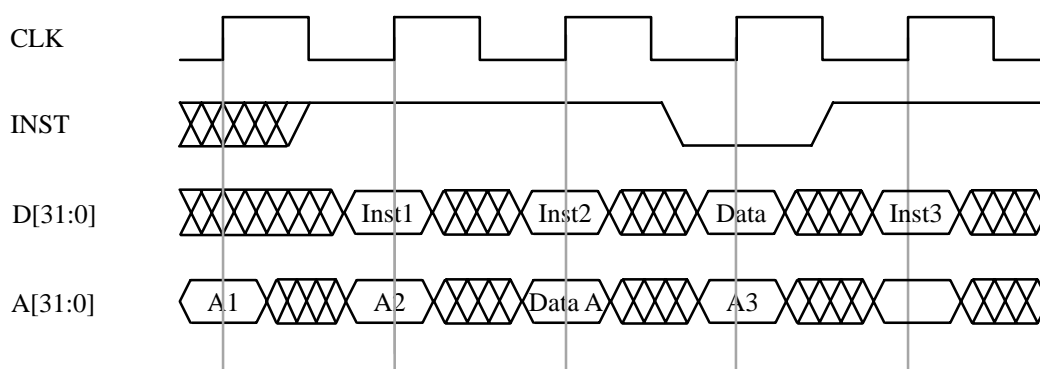 CLK
INST
D[31:0] Inst1 Inst2 Data Inst3
A[31:0] A1 A2 Data A A3